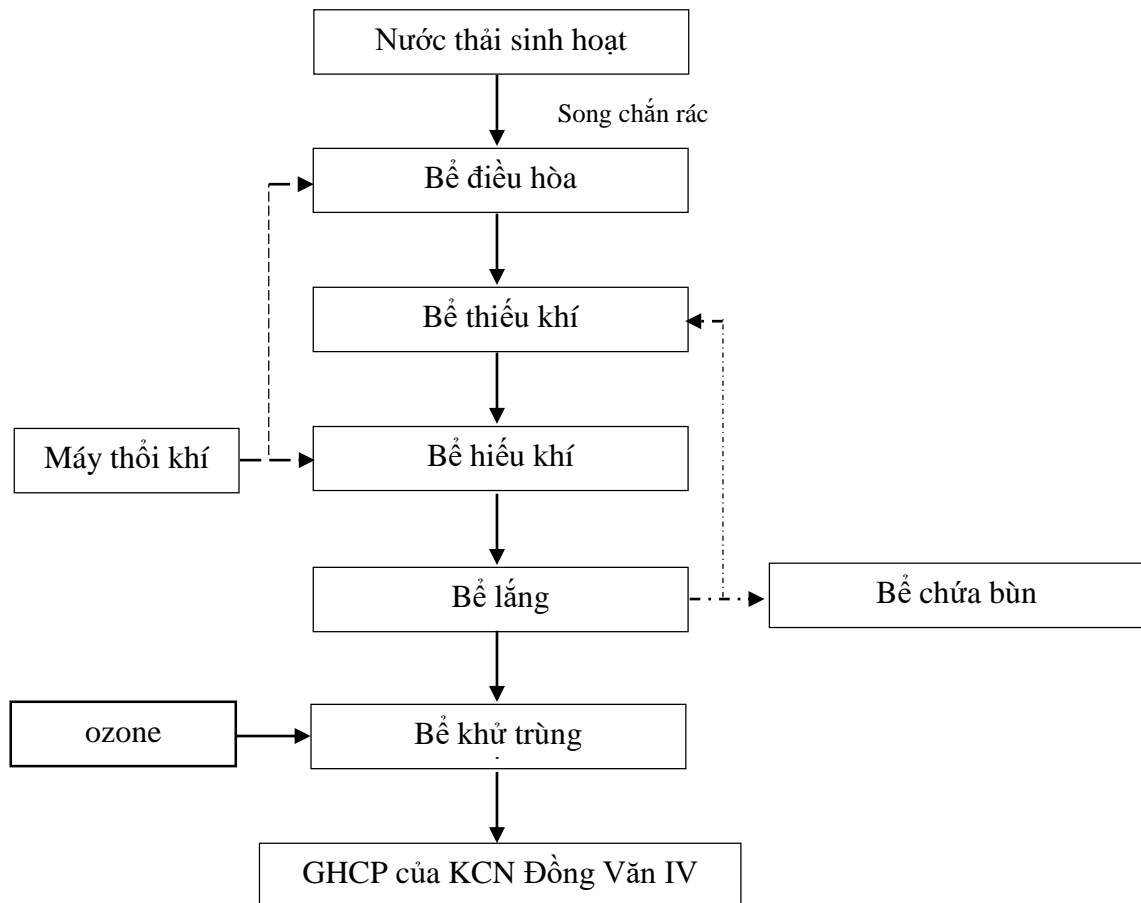 Nước thải sinh hoạt
Song chắn rác
Bể điều hòa
Bể thiếu khí
Máy thổi khí
Bể hiếu khí
Bể lắng
Bể chứa bùn
ozone
Bể khử trùng
GHCP của KCN Đồng Văn IV